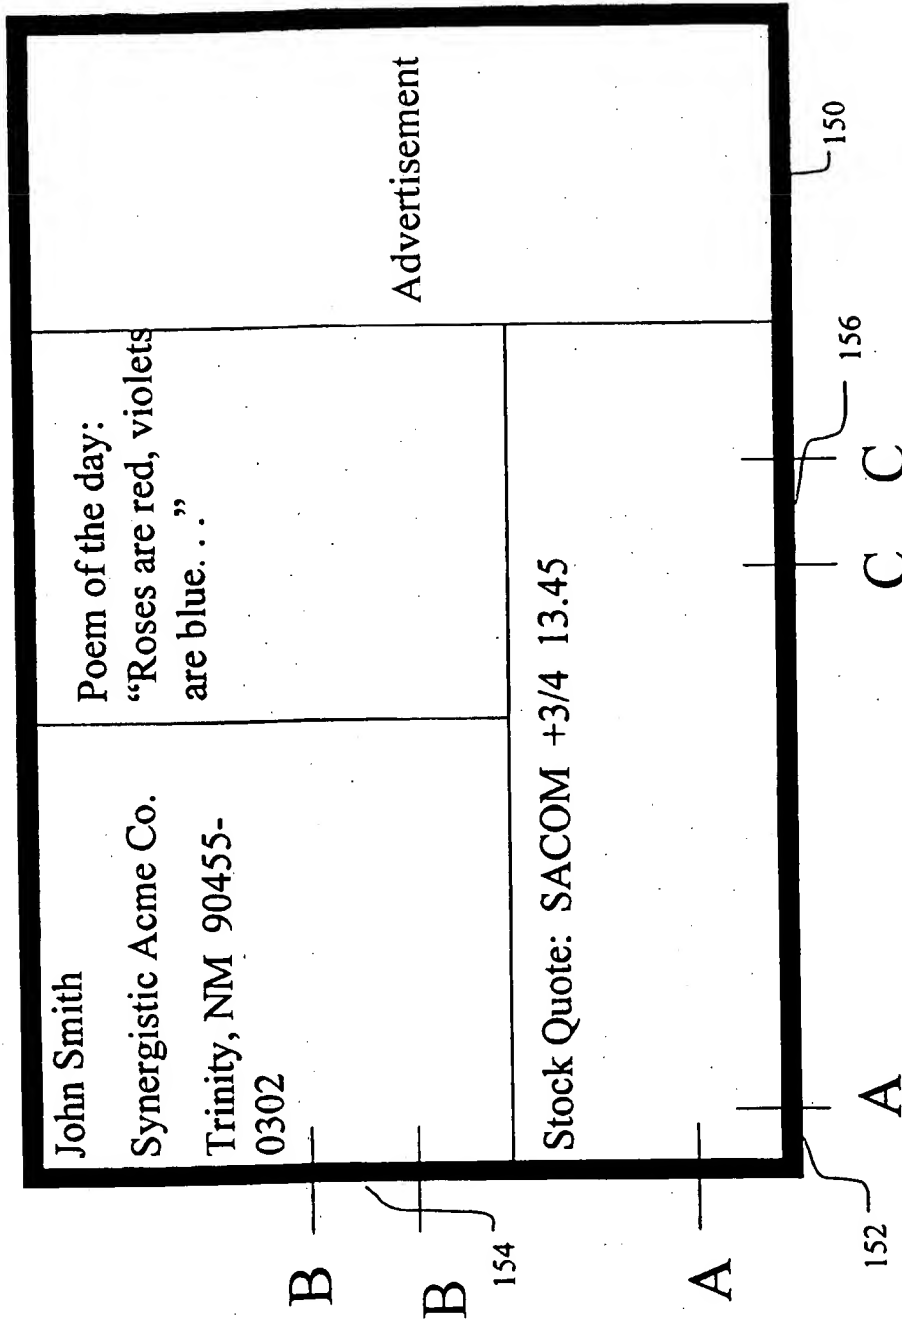 John Smith
Synergistic Acme Co.
Trinity, NM 90455-
0302
Poem of the day:
“Roses are red, violets
are blue. . .”
Advertisement
Stock Quote: SACOM +3/4 13.45
B
B
154
A
152
A
C
C
156
150